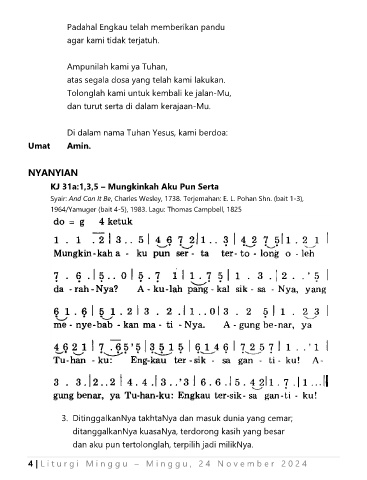 Padahal Engkau telah memberikan pandu
agar kami tidak terjatuh.
Ampunilah kami ya Tuhan,
atas segala dosa yang telah kami lakukan.
Tolonglah kami untuk kembali ke jalan-Mu,
dan turut serta di dalam kerajaan-Mu.
Di dalam nama Tuhan Yesus, kami berdoa:
Umat Amin.
NYANYIAN
KJ 31a:1,3,5 – Mungkinkah Aku Pun Serta
Syair: And Can It Be, Charles Wesley, 1738. Terjemahan: E. L. Pohan Shn. (bait 1-3),
1964/Yamuger (bait 4-5), 1983. Lagu: Thomas Campbell, 1825
do = g 4 ketuk
1 . 1 . 2 | 3 . . 5 | 4 6 7 2 | 1 . . 3 | 4 2 7 5 | 1 . 2 1 |
Mungkin-kah a - ku pun ser - ta ter-to - long o - leh
7 . 6 . | 5 . . 0 | 5 . 7 1 | 1 . 7 5 | 1 . 3 . | 2 . . ' 5 |
da - rah - Nya? A - ku-lah pang - kal sik - sa - Nya, yang
6 1 . 6 | 5 1 . 2 | 3 . 2 . | 1 . . 0 | 3 . 2 5 | 1 . 2 3 |
me - nye-bab - kan ma - ti - Nya. A - gung be-nar, ya
4 6 2 1 | 7 . 6 5 ' 5 | 3 5 1 5 | 6 1 4 6 | 7 2 5 7 | 1 . . ' 1 |
Tu-han - ku: Eng-kau ter-sik - sa gan - ti - ku! A-
3 . 3 . | 2 . . 2 | 4 . 4 . | 3 . . ' 3 | 6 . 6 . | 5 . 4 2 | 1 . 7 . | 1 . . . ||
gung benar, ya Tu-han-ku: Engkau ter-sik-sa gan-ti - ku!
3. DitinggalkanNya takhtaNya dan masuk dunia yang cemar;
ditanggalkanNya kuasaNya, terdorong kasih yang besar
dan aku pun tertolonglah, terpilih jadi milikNya.
4 | Liturgi Minggu – Minggu, 24 November 2024